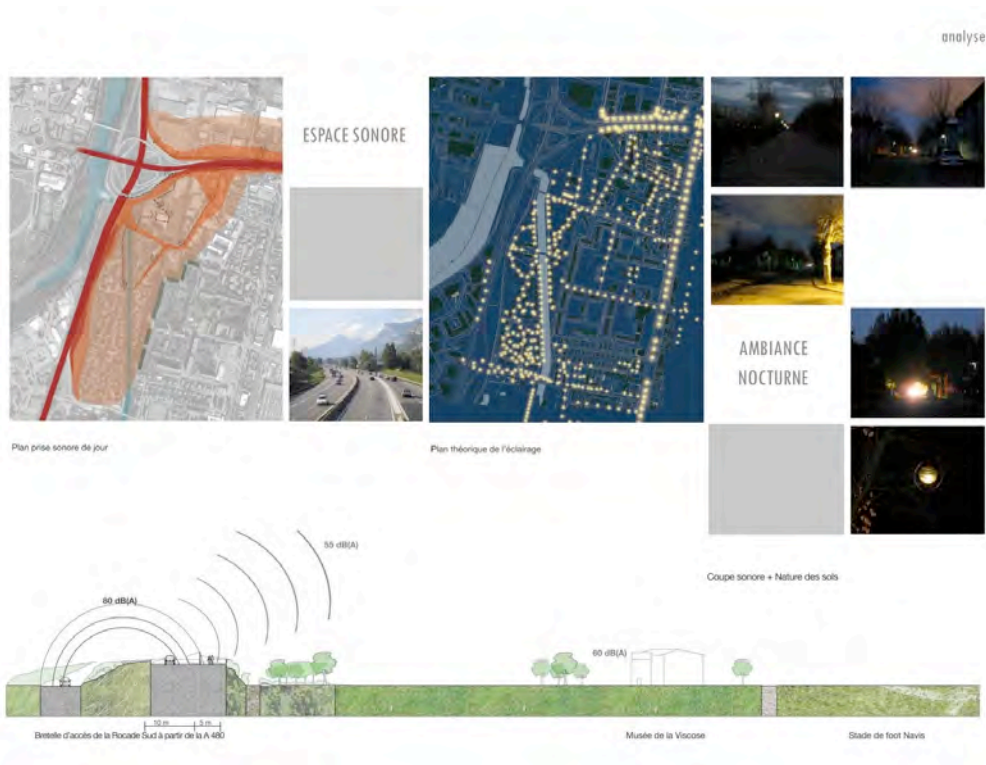 analyse
ESPACE SONORE
AMBIANCE
NOCTURNE
Plan prise sonore de jour
Plan théorique de l'éclairage
Coupe sonore + Nature des sols
55 dB(A)
80 dB(A)
60 dB(A)
10 m
5 m
Bretelle d'accès de la Rocade Sud à partir de la A 480
Musée de la Viscose
Stade de foot Navis